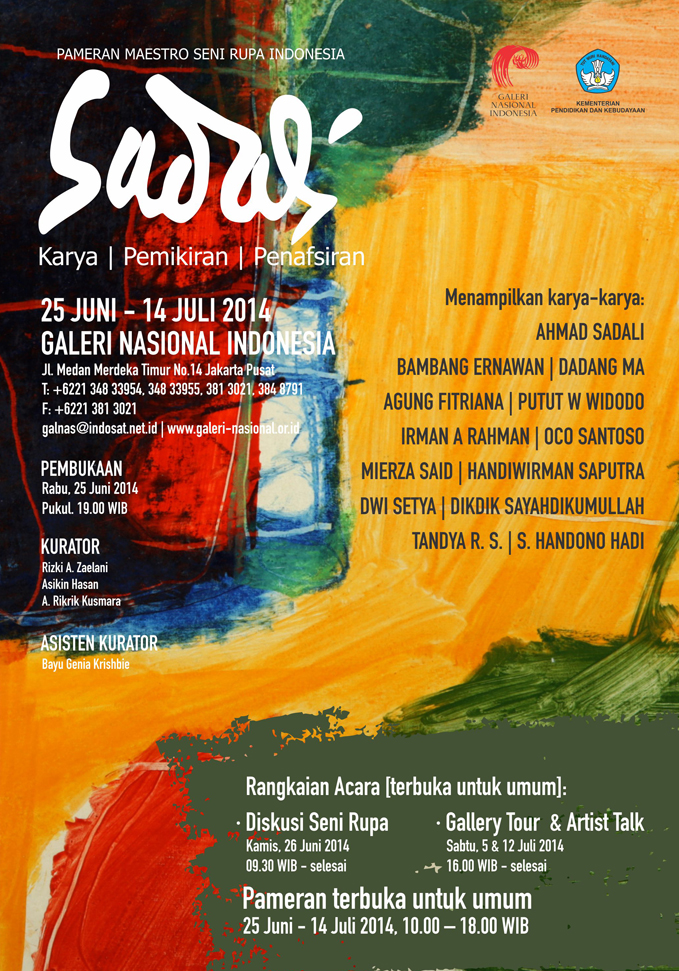 PAMERAN MAESTRO SENI RUPA INDONESIA
GALERI
NASIONAL
INDONESIA
TUT WURI HANDAYANI
KEMENTERIAN
PENDIDIKAN DAN KEBUDAYAAN
Sadali
Karya | Pemikiran | Penafsiran
25 JUNI - 14 JULI 2014
GALERI NASIONAL INDONESIA
Jl. Medan Merdeka Timur No.14 Jakarta Pusat
T: +6221 348 33954, 348 33955, 381 3021, 384 8791
F: +6221 381 3021
galnas@indosat.net.id | www.galeri-nasional.or.id
PEMBUKAAN
Rabu, 25 Juni 2014
Pukul. 19.00 WIB
KURATOR
Rizki A. Zaelani
Asikin Hasan
A. Rikrik Kusmara
ASISTEN KURATOR
Bayu Genia Krishbie
Menampilkan karya-karya:
AHMAD SADALI
BAMBANG ERNAWAN | DADANG MA
AGUNG FITRIANA | PUTUT W WIDODO
IRMAN A RAHMAN | OCO SANTOSO
MIERZA SAID | HANDIWIRMAN SAPUTRA
DWI SETYA | DIKDIK SAYAHDIKUMULLAH
TANDYA R. S. | S. HANDONO HADI
Rangkaian Acara [terbuka untuk umum]:
· Diskusi Seni Rupa
Kamis, 26 Juni 2014
09.30 WIB - selesai
· Gallery Tour & Artist Talk
Sabtu, 5 & 12 Juli 2014
16.00 WIB - selesai
Pameran terbuka untuk umum
25 Juni - 14 Juli 2014, 10.00 – 18.00 WIB